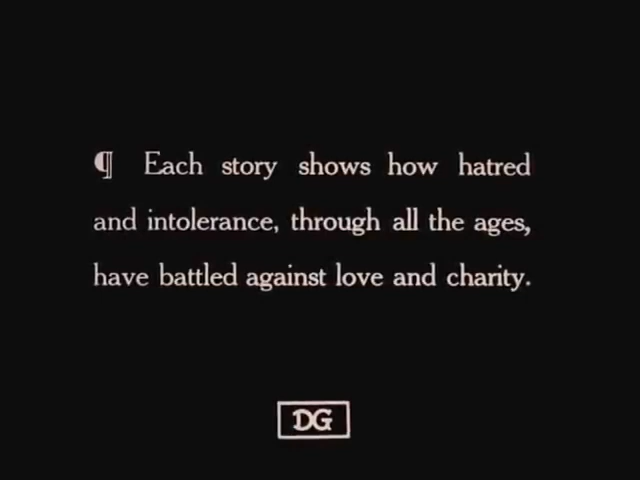 ¶ Each story shows how hatred
and intolerance, through all the ages,
have battled against love and charity.
DG